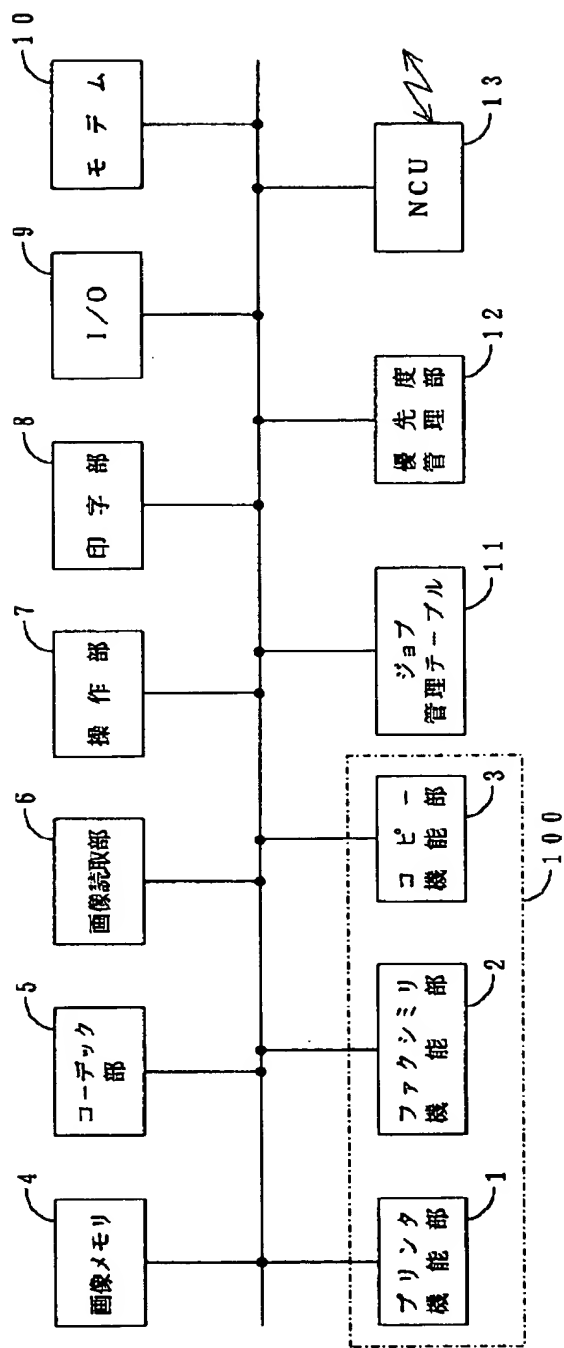 4
画像メモリ
5
コーデック
部
6
画像読取部
7
操作部
8
印字部
9
I/O
10
モデム
プリンタ
機能部
1
ファクシミリ
機能部
2
コピー
機能部
3
100
ジョブ
管理テーブル
11
優先度
管理部
12
NCU
13